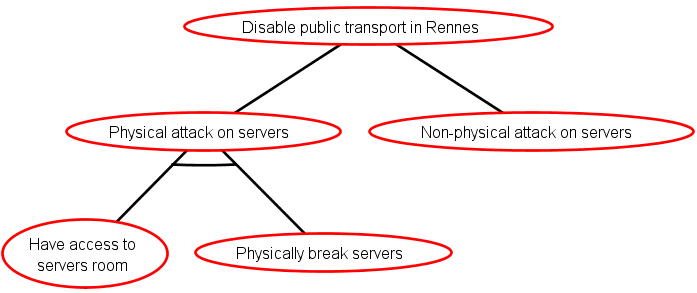 Disable public transport in Rennes
Physical attack on servers
Non-physical attack on servers
Have access to
servers room
Physically break servers